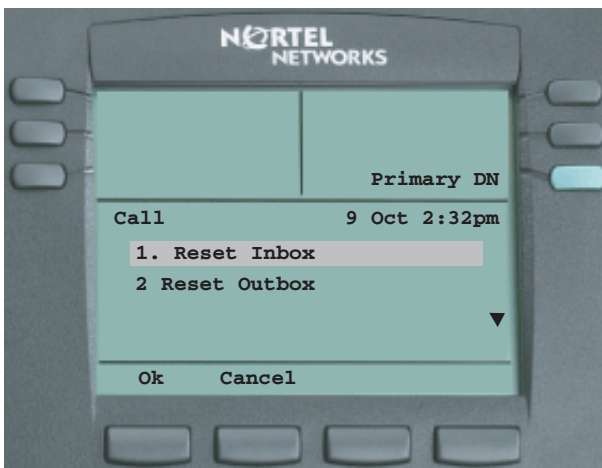 NORTEL
NETWORKS
Primary DN
Call 9 Oct 2:32pm
1. Reset Inbox
2 Reset Outbox
Ok Cancel